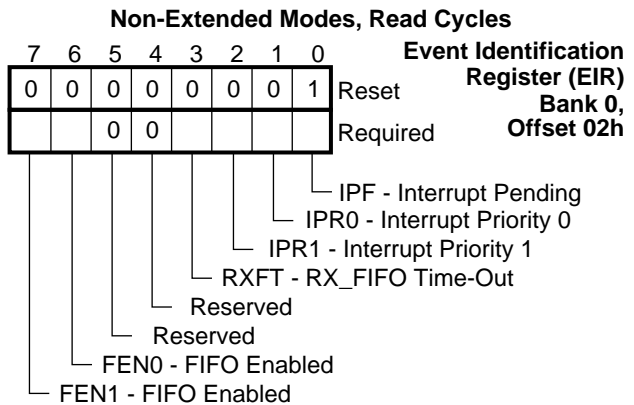 Non-Extended Modes, Read Cycles
7 6 5 4 3 2 1 0
Event Identification
Register (EIR)
Bank 0,
Offset 02h
0 0 0 0 0 0 0 1 Reset
0 0 Required
IPF - Interrupt Pending
IPR0 - Interrupt Priority 0
IPR1 - Interrupt Priority 1
RXFT - RX_FIFO Time-Out
Reserved
Reserved
FEN0 - FIFO Enabled
FEN1 - FIFO Enabled